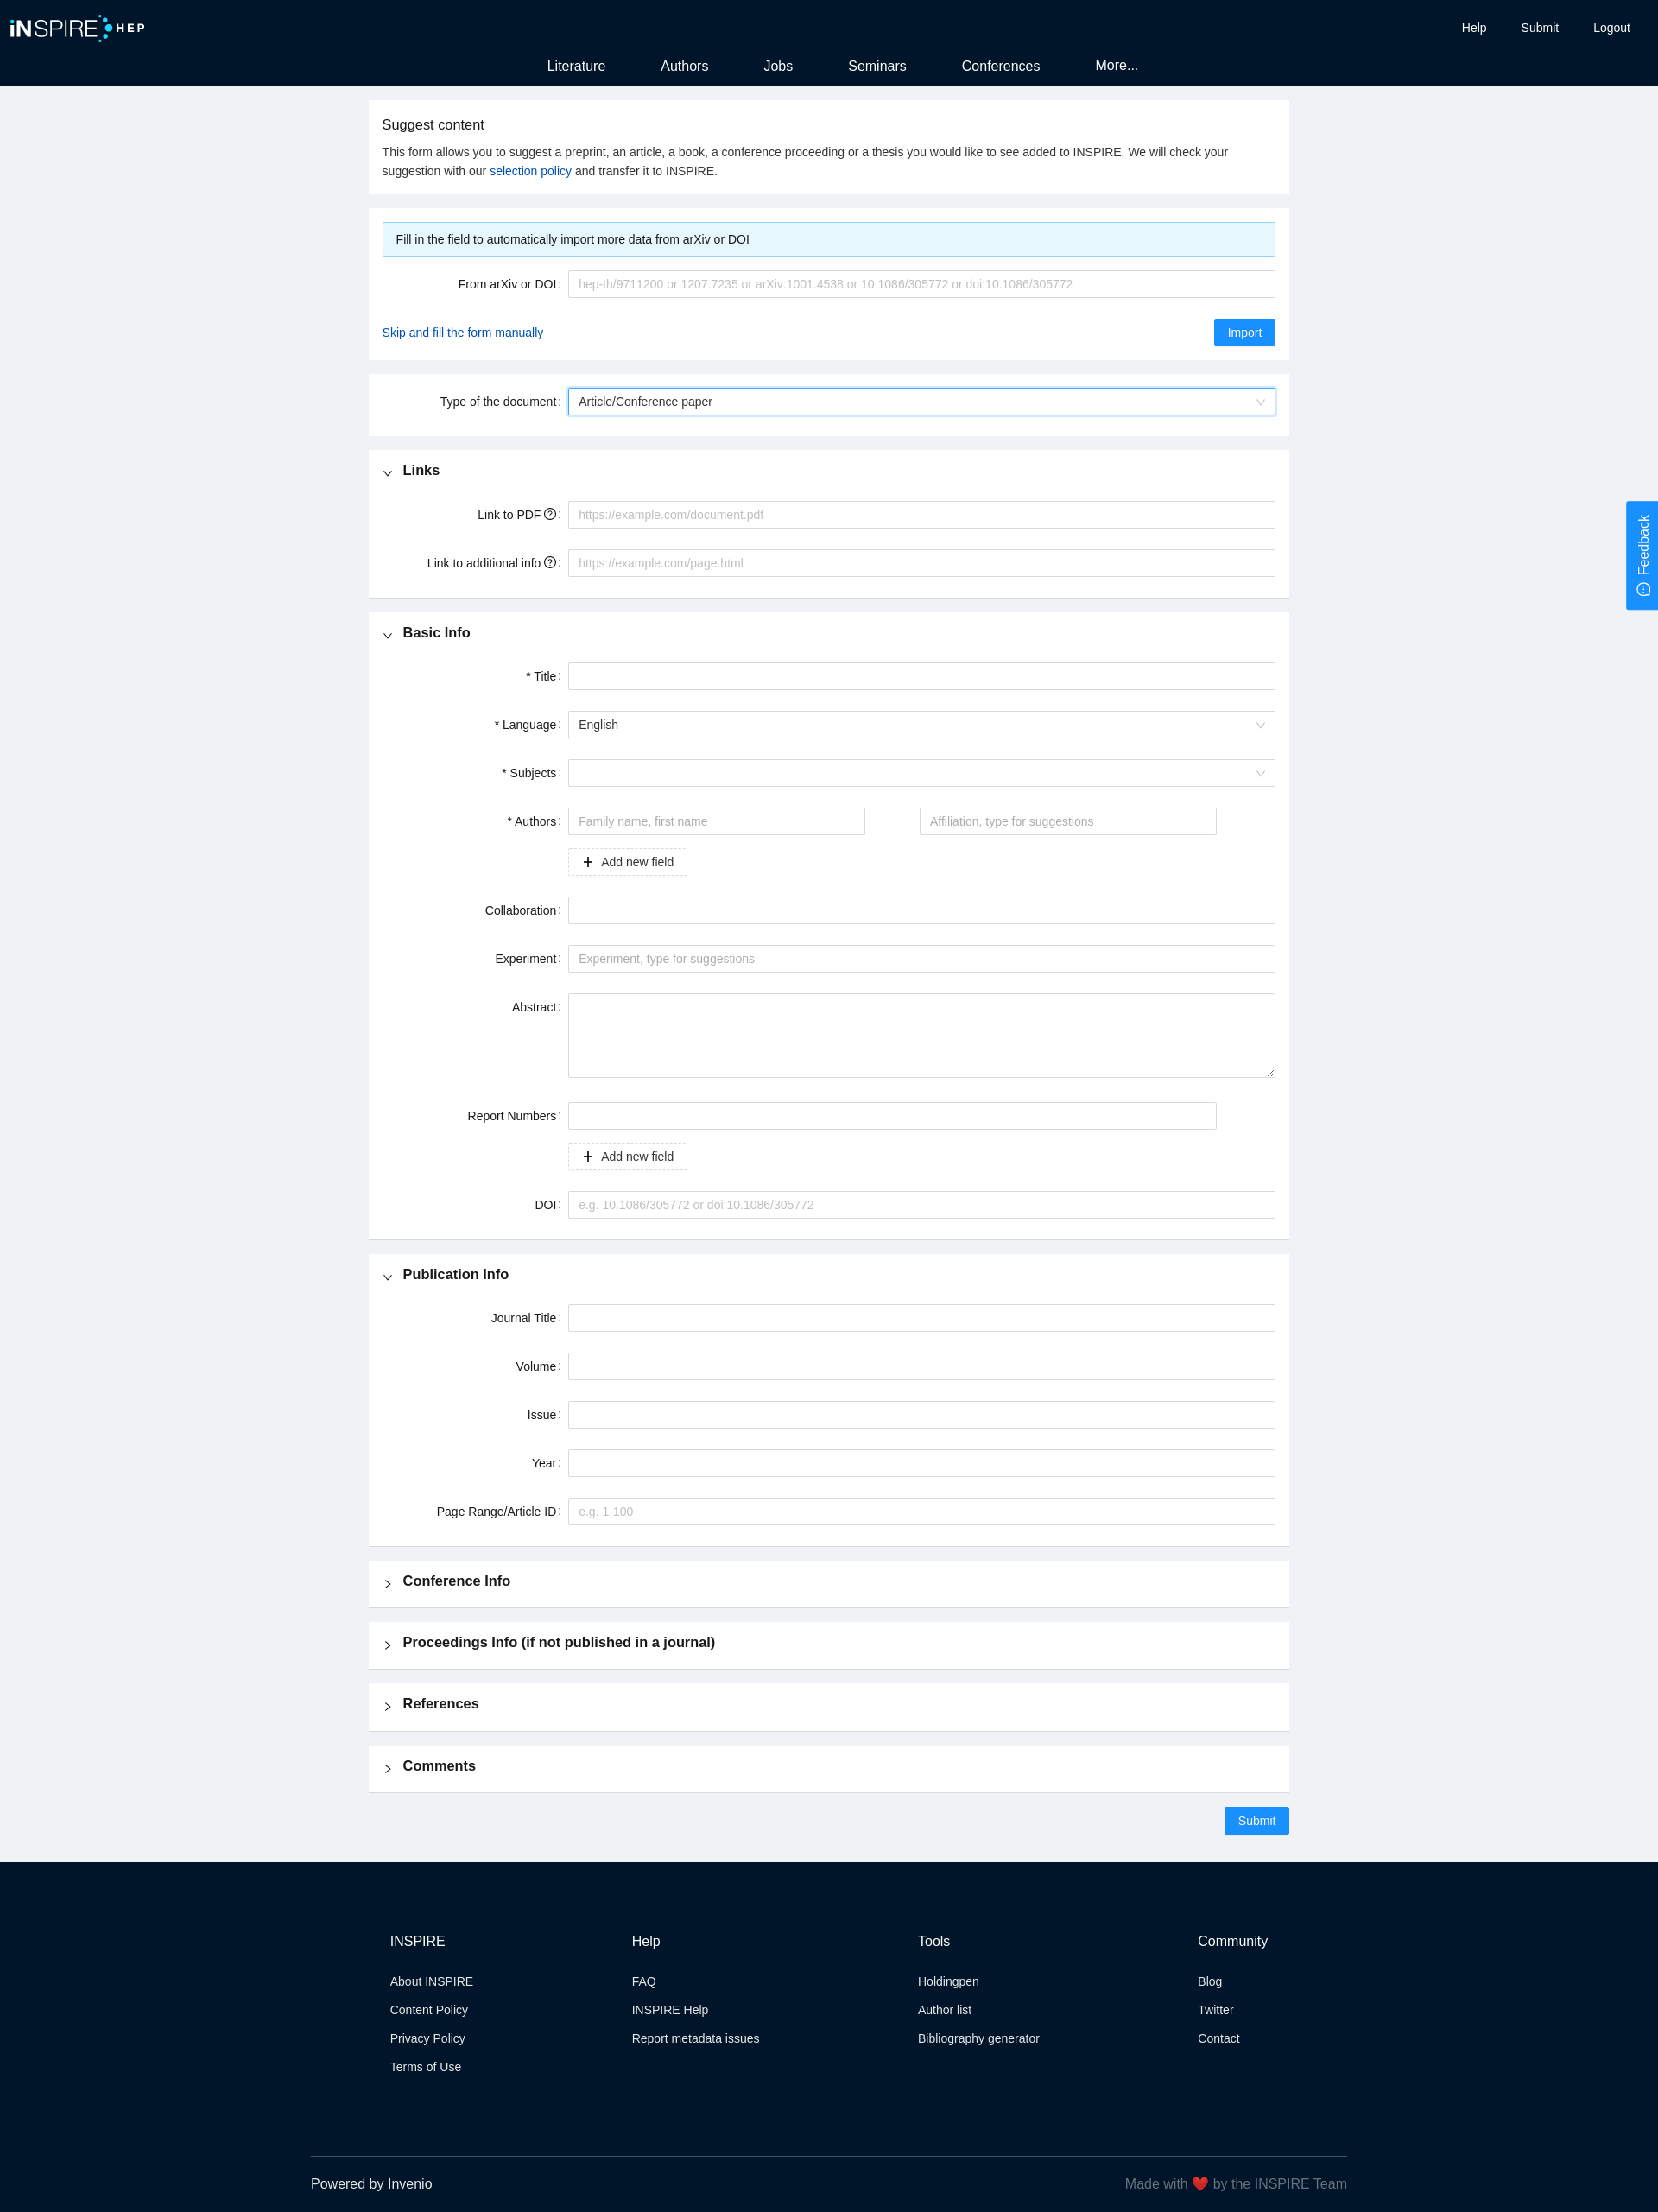 iNSPIRE HEP
Help Submit Logout
Literature Authors Jobs Seminars Conferences More...
Suggest content
This form allows you to suggest a preprint, an article, a book, a conference proceeding or a thesis you would like to see added to INSPIRE. We will check your
suggestion with our selection policy and transfer it to INSPIRE.
Fill in the field to automatically import more data from arXiv or DOI
From arXiv or DOI : hep-th/9711200 or 1207.7235 or arXiv:1001.4538 or 10.1086/305772 or doi:10.1086/305772
Skip and fill the form manually Import
Type of the document : Article/Conference paper
Links
Link to PDF : https://example.com/document.pdf
Link to additional info : https://example.com/page.html
Feedback
Basic Info
* Title :
* Language : English
* Subjects :
* Authors : Family name, first name Affiliation, type for suggestions
+ Add new field
Collaboration :
Experiment : Experiment, type for suggestions
Abstract :
Report Numbers :
+ Add new field
DOI : e.g. 10.1086/305772 or doi:10.1086/305772
Publication Info
Journal Title :
Volume :
Issue :
Year :
Page Range/Article ID : e.g. 1-100
Conference Info
Proceedings Info (if not published in a journal)
References
Comments
Submit
INSPIRE Help Tools Community
About INSPIRE FAQ Holdingpen Blog
Content Policy INSPIRE Help Author list Twitter
Privacy Policy Report metadata issues Bibliography generator Contact
Terms of Use
Powered by Invenio Made with ❤️ by the INSPIRE Team